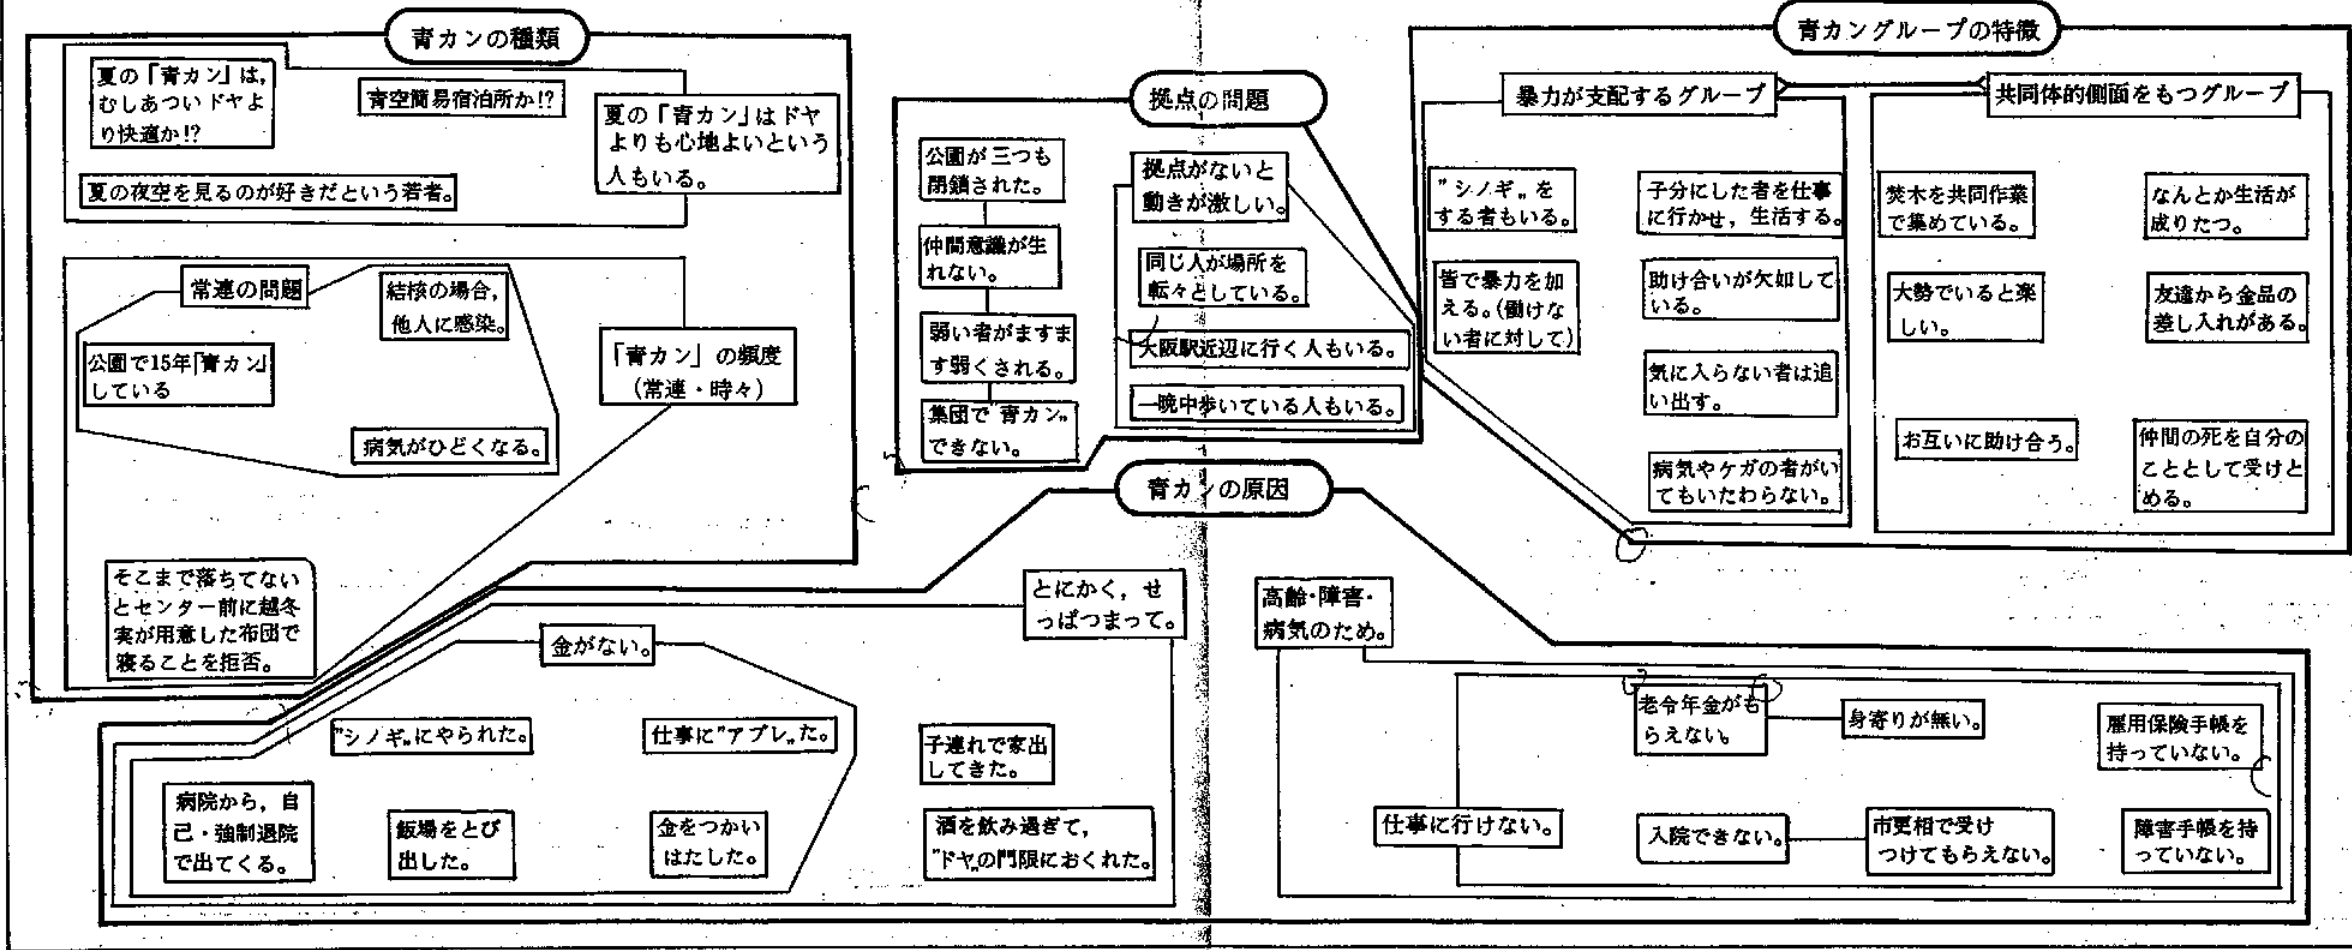 青カンの種類
夏の「青カン」は,
むしあついドヤよ
り快適か!?
青空簡易宿泊所か!?
夏の「青カン」はドヤ
よりも心地よいという
人もいる。
夏の夜空を見るのが好きだという若者。
常連の問題
結核の場合,
他人に感染。
公園で15年「青カン」
している
病気がひどくなる。
「青カン」の頻度
(常連・時々)
そこまで落ちてない
とセンター前に越冬
実が用意した布団で
寝ることを拒否。
拠点の問題
公園が三つも
閉鎖された。
仲間意識が生
れない。
弱い者がますま
す弱くされる。
集団で"青カン„
できない。
拠点がないと
動きが激しい。
同じ人が場所を
転々としている。
大阪駅近辺に行く人もいる。
一晩中歩いている人もいる。
青カングループの特徴
暴力が支配するグループ
"シノギ„を
する者もいる。
子分にした者を仕事
に行かせ,生活する。
皆で暴力を加
える。(働けな
い者に対して)
助け合いが欠如して
いる。
気に入らない者は追
い出す。
病気やケガの者がい
てもいたわらない。
共同体的側面をもつグループ
焚木を共同作業
で集めている。
なんとか生活が
成りたつ。
大勢でいると楽
しい。
友達から金品の
差し入れがある。
お互いに助け合う。
仲間の死を自分の
こととして受けと
める。
青カンの原因
とにかく,せ
っぱつまって。
金がない。
"シノギ„にやられた。
仕事に"アブレ„た。
病院から,自
己・強制退院
で出てくる。
飯場をとび
出した。
金をつかい
はたした。
子連れで家出
してきた。
酒を飲み過ぎて,
"ドヤ„の門限におくれた。
高齢・障害・
病気のため。
老令年金がも
らえない。
身寄りが無い。
雇用保険手帳を
持っていない。
仕事に行けない。
入院できない。
市更相で受け
つけてもらえない。
障害手帳を持
っていない。